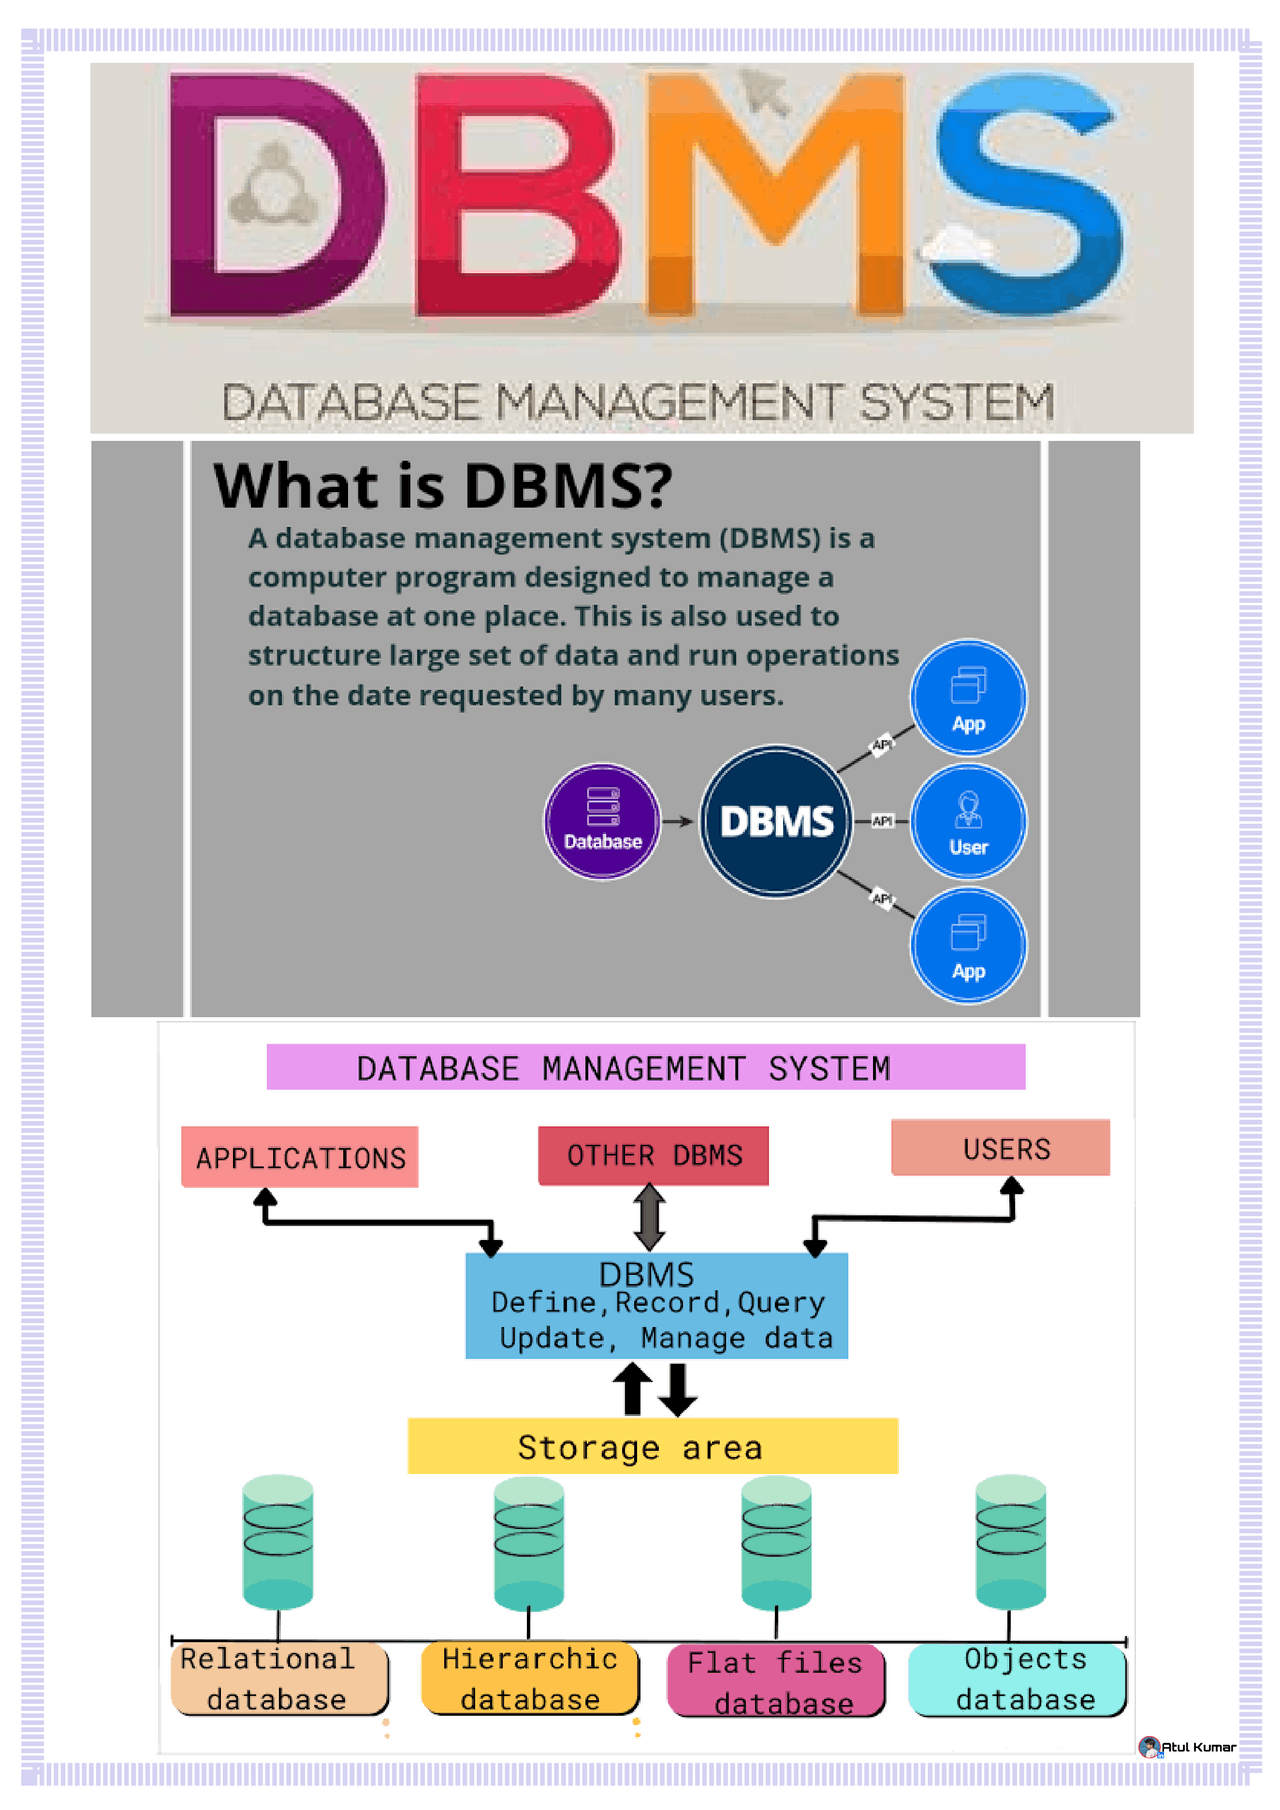 DBMS
DATABASE MANAGEMENT SYSTEM
What is DBMS?
A database management system (DBMS) is a
computer program designed to manage a
database at one place. This is also used to
structure large set of data and run operations
on the date requested by many users.
App
API
Database
DBMS
API
User
API
App
DATABASE MANAGEMENT SYSTEM
APPLICATIONS
OTHER DBMS
USERS
DBMS
Define,Record,Query
Update, Manage data
Storage area
Relational
database
Hierarchic
database
Flat files
database
Objects
database
Atul Kumar